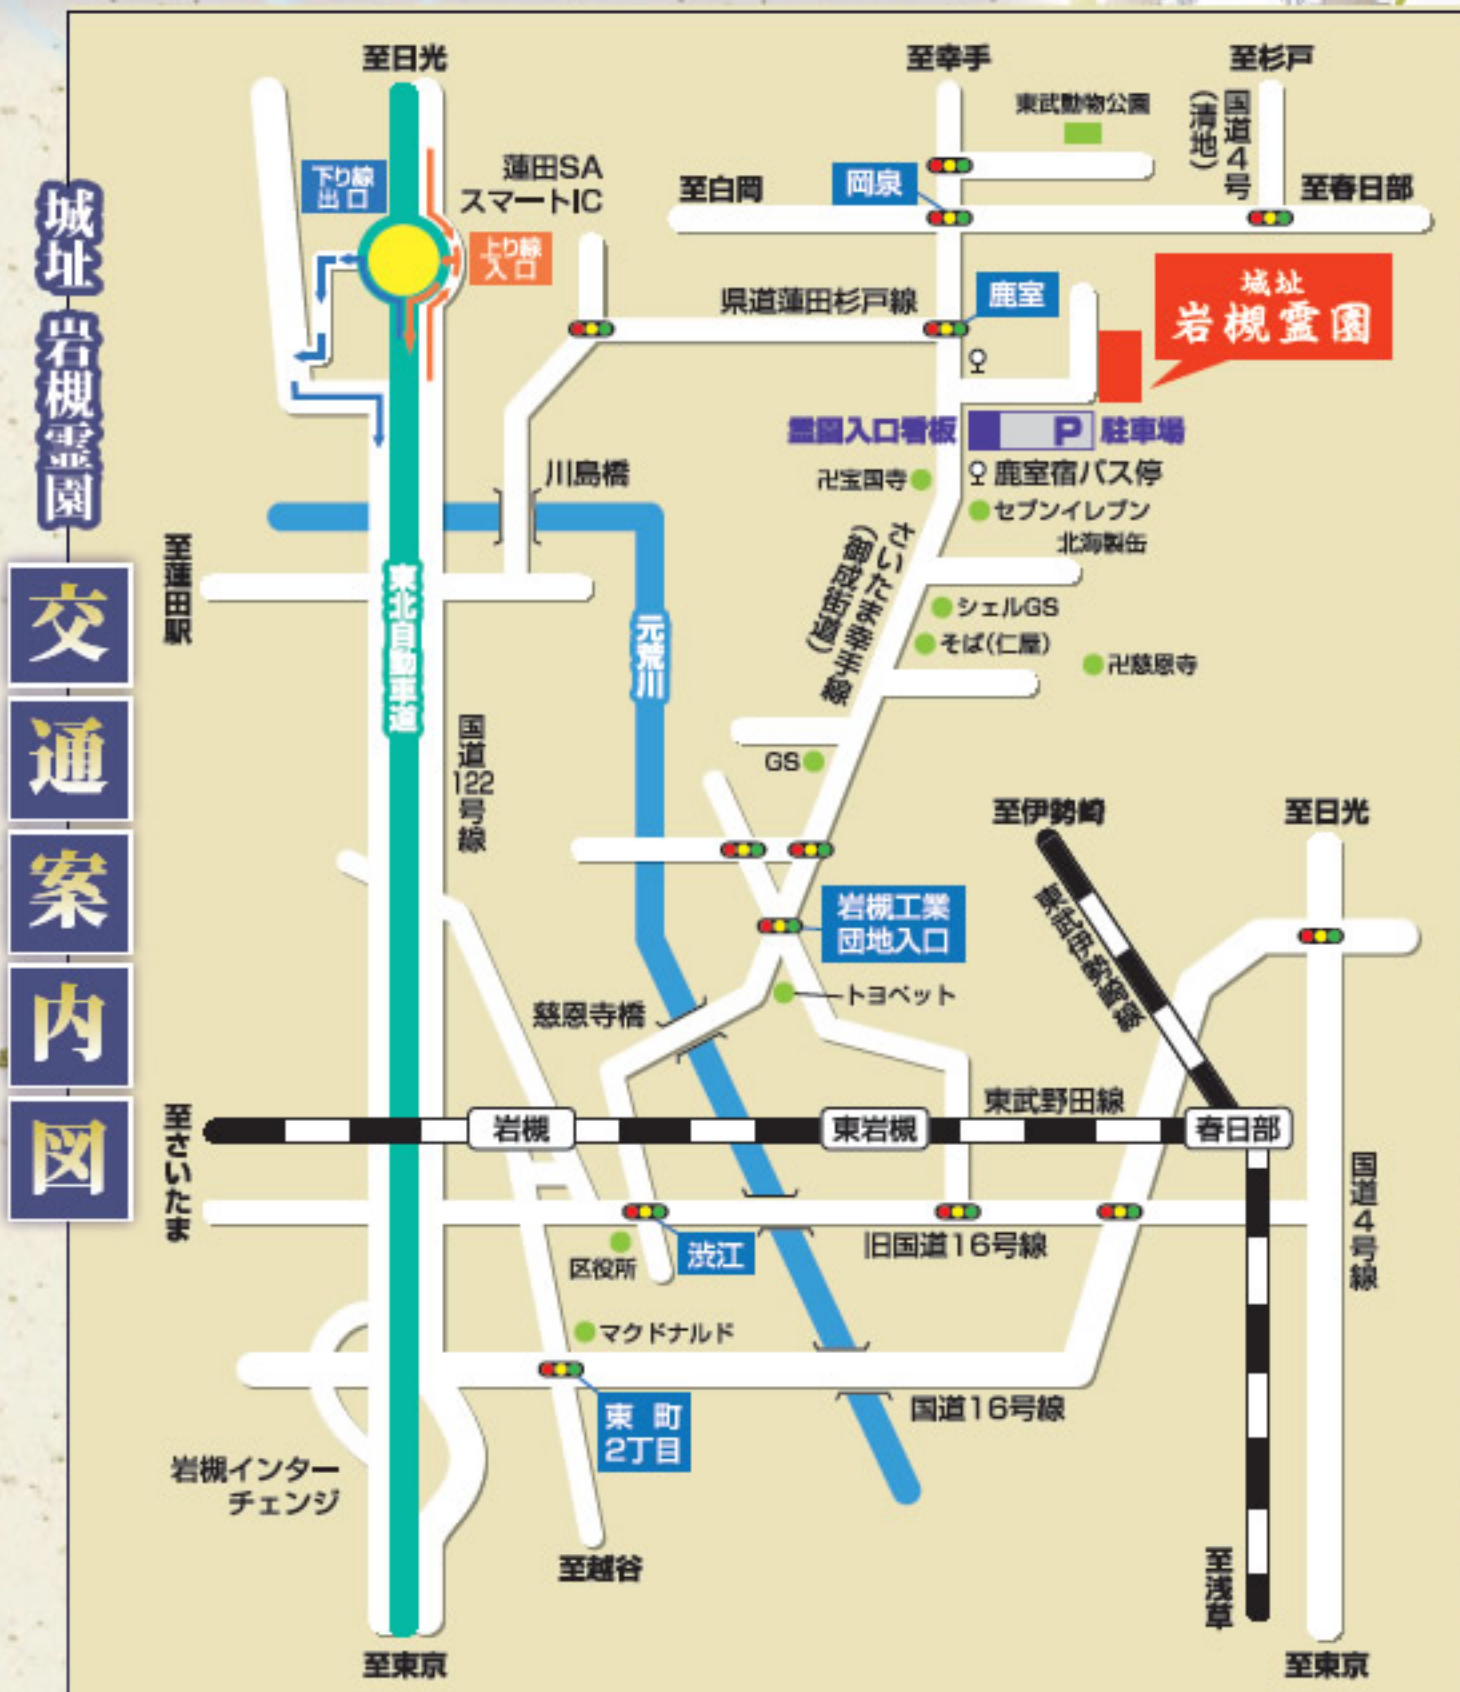 城址 岩槻霊園
交
通
案
内
図
至日光
至幸手
至杉戸
東武動物公園
国道4号
(清地)
下り線
出口
蓮田SA
スマートIC
至白岡
岡泉
至春日部
上り線
入口
県道蓮田杉戸線
鹿室
城址
岩槻霊園
霊園入口看板
P
駐車場
川島橋
卍宝国寺
鹿室宿バス停
セブンイレブン
北海製缶
至蓮田駅
東北自動車道
元荒川
さいたま幸手線
(御成街道)
シェルGS
そば(仁屋)
卍慈恩寺
国道122号線
GS
至伊勢崎
至日光
東武伊勢崎線
岩槻工業
団地入口
トヨペット
慈恩寺橋
至さいたま
岩槻
東岩槻
東武野田線
春日部
国道4号線
旧国道16号線
区役所
渋江
マクドナルド
東 町
2丁目
国道16号線
岩槻インター
チェンジ
至越谷
至浅草
至東京
至東京